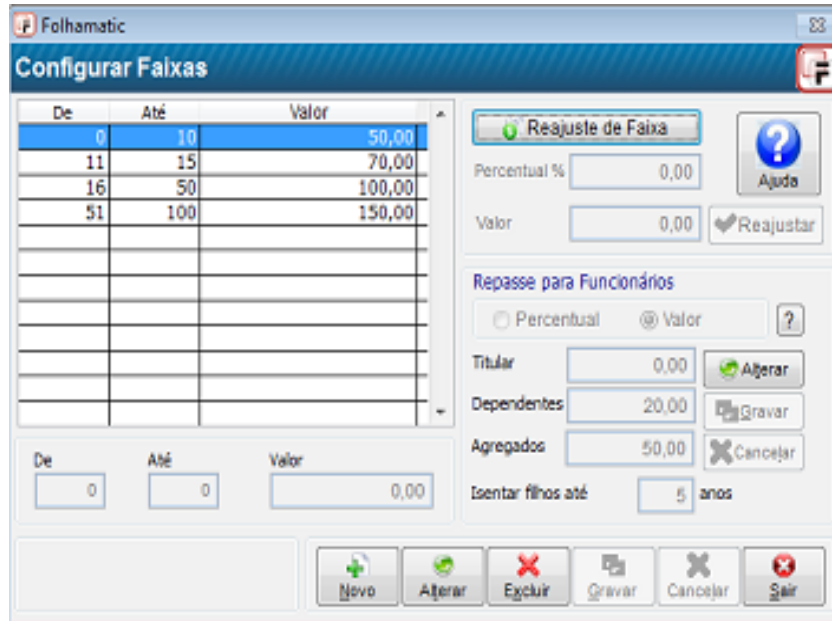 Folhamatic
Configurar Faixas
De Até Valor
0 10 50,00
11 15 70,00
16 50 100,00
51 100 150,00
De Até Valor
0 0 0,00
Reajuste de Faixa
Percentual % 0,00
Valor 0,00 Reajustar
? Ajuda
Repasse para Funcionários
Percentual Valor ?
Titular 0,00 Alterar
Dependentes 20,00 Gravar
Agregados 50,00 Cancelar
Isentar filhos até 5 anos
Novo Alterar Excluir Gravar Cancelar Sair